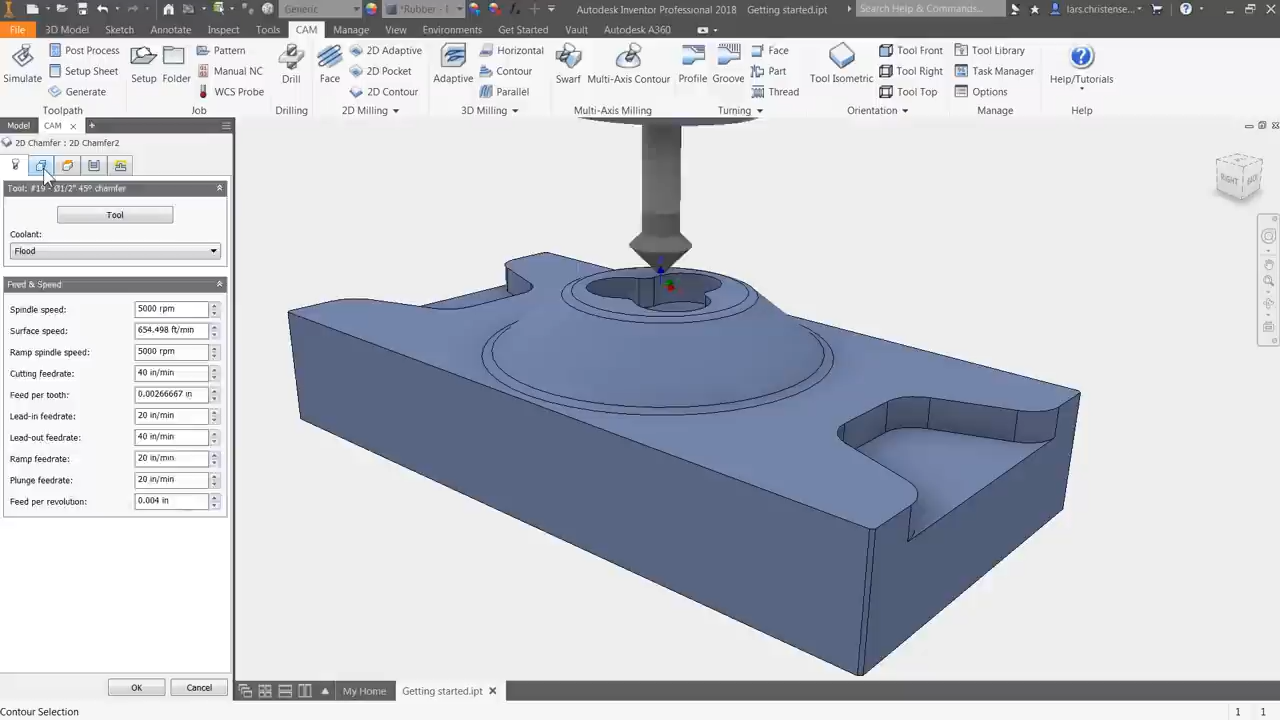 Generic
*Rubber - I
Autodesk Inventor Professional 2018 Getting started.ipt
Search Help & Commands...
lars.christense...
File 3D Model Sketch Annotate Inspect Tools CAM Manage View Environments Get Started Vault Autodesk A360
Simulate
Post Process
Setup Sheet
Generate
Toolpath
Setup
Folder
Pattern
Manual NC
WCS Probe
Job
Drill
Drilling
Face
2D Adaptive
2D Pocket
2D Contour
2D Milling
Adaptive
Horizontal
Contour
Parallel
3D Milling
Swarf
Multi-Axis Contour
Multi-Axis Milling
Profile
Groove
Face
Part
Thread
Turning
Tool Isometric
Tool Front
Tool Right
Tool Top
Orientation
Tool Library
Task Manager
Options
Manage
Help/Tutorials
Help
Model CAM
2D Chamfer : 2D Chamfer2
Tool: #19 - Ø1/2" 45° chamfer
Tool
Coolant:
Flood
Feed & Speed
Spindle speed: 5000 rpm
Surface speed: 654.498 ft/min
Ramp spindle speed: 5000 rpm
Cutting feedrate: 40 in/min
Feed per tooth: 0.00266667 in
Lead-in feedrate: 20 in/min
Lead-out feedrate: 40 in/min
Ramp feedrate: 20 in/min
Plunge feedrate: 20 in/min
Feed per revolution: 0.004 in
RIGHT
BACK
OK Cancel
My Home Getting started.ipt
Contour Selection 1 1